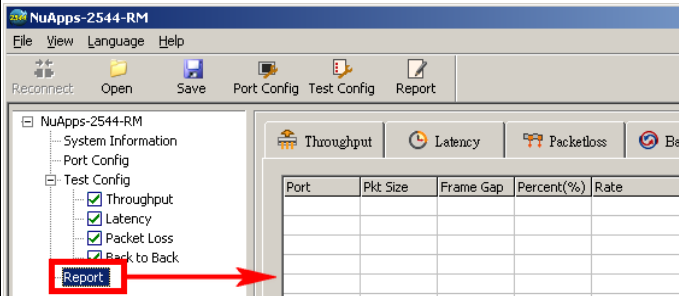 2544 NuApps-2544-RM
File View Language Help
Reconnect Open Save Port Config Test Config Report
NuApps-2544-RM
System Information
Port Config
Test Config
Throughput
Latency
Packet Loss
Back to Back
Report
Throughput Latency Packetloss Ba
Port Pkt Size Frame Gap Percent(%) Rate